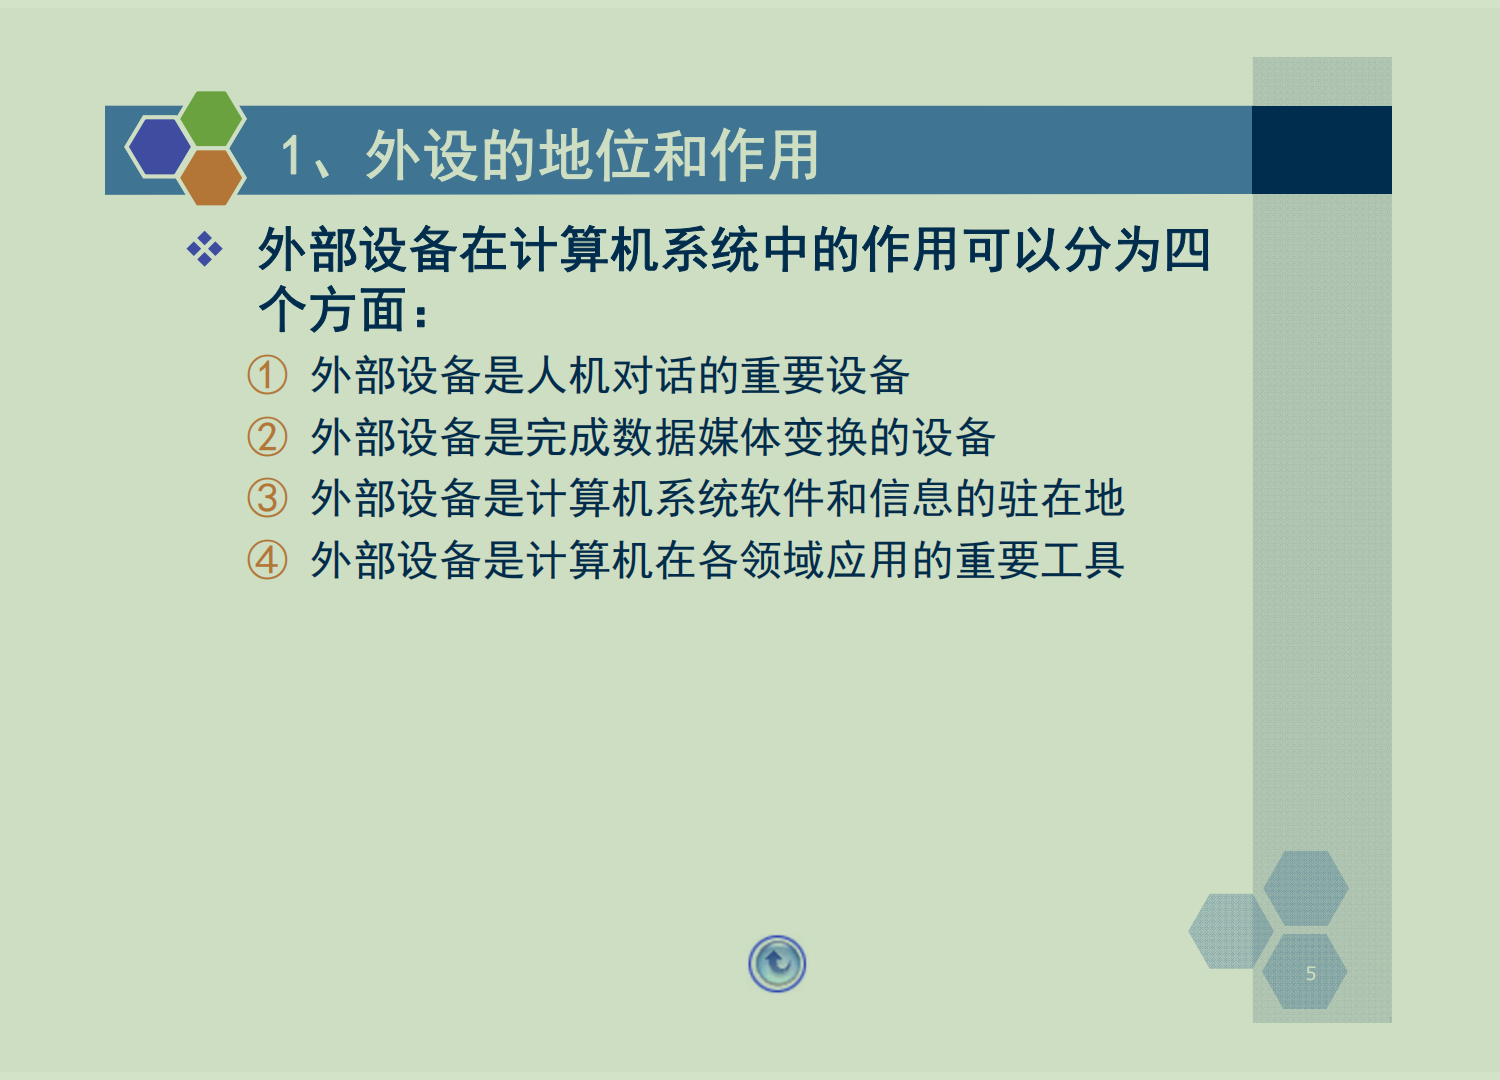 1、外设的地位和作用
外部设备在计算机系统中的作用可以分为四
个方面：
① 外部设备是人机对话的重要设备
② 外部设备是完成数据媒体变换的设备
③ 外部设备是计算机系统软件和信息的驻在地
④ 外部设备是计算机在各领域应用的重要工具
5